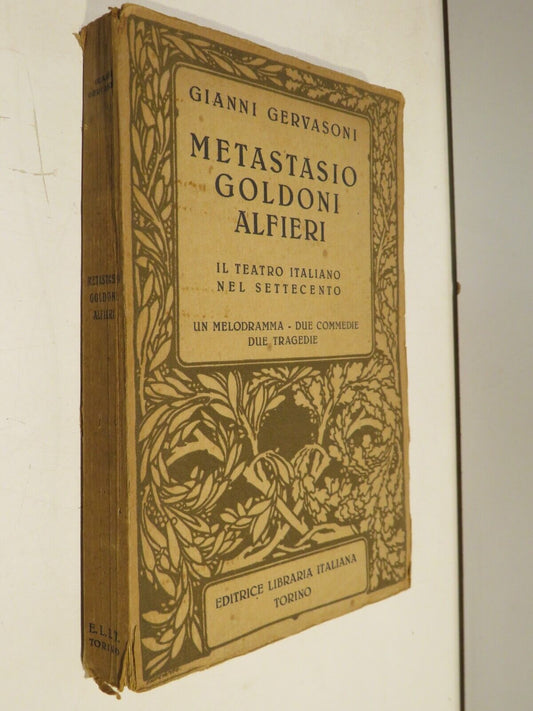 GIANNI GERVASONI
METASTASIO
GOLDONI
ALFIERI
IL TEATRO ITALIANO
NEL SETTECENTO
UN MELODRAMMA - DUE COMMEDIE
DUE TRAGEDIE
EDITRICE LIBRARIA ITALIANA
TORINO
METASTASIO
GOLDONI
ALFIERI
E.L.IT.
TORINO